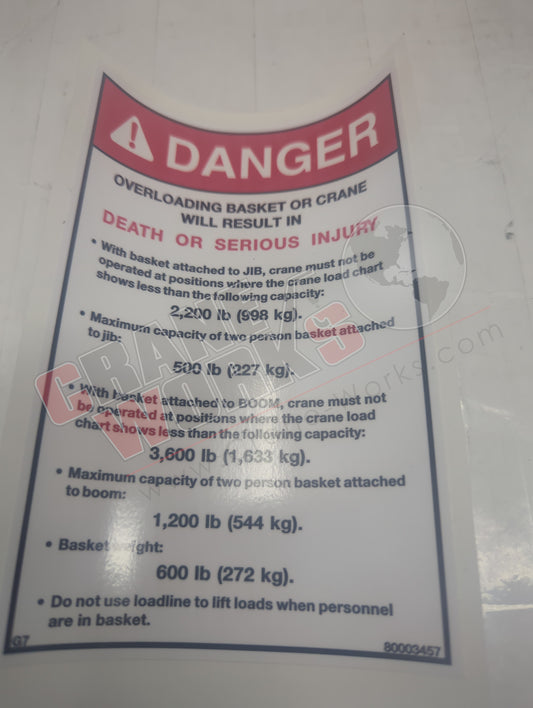 DANGER
OVERLOADING BASKET OR CRANE
WILL RESULT IN
DEATH OR SERIOUS INJURY
• With basket attached to JIB, crane must not be
operated at positions where the crane load chart
shows less than the following capacity:
2,200 lb (998 kg).
• Maximum capacity of two person basket attached
to jib:
500 lb (227 kg).
• With basket attached to BOOM, crane must not
be operated at positions where the crane load
chart shows less than the following capacity:
3,600 lb (1,633 kg).
• Maximum capacity of two person basket attached
to boom:
1,200 lb (544 kg).
• Basket weight:
600 lb (272 kg).
• Do not use loadline to lift loads when personnel
are in basket.
G7
80003457
CRANE
WORKS